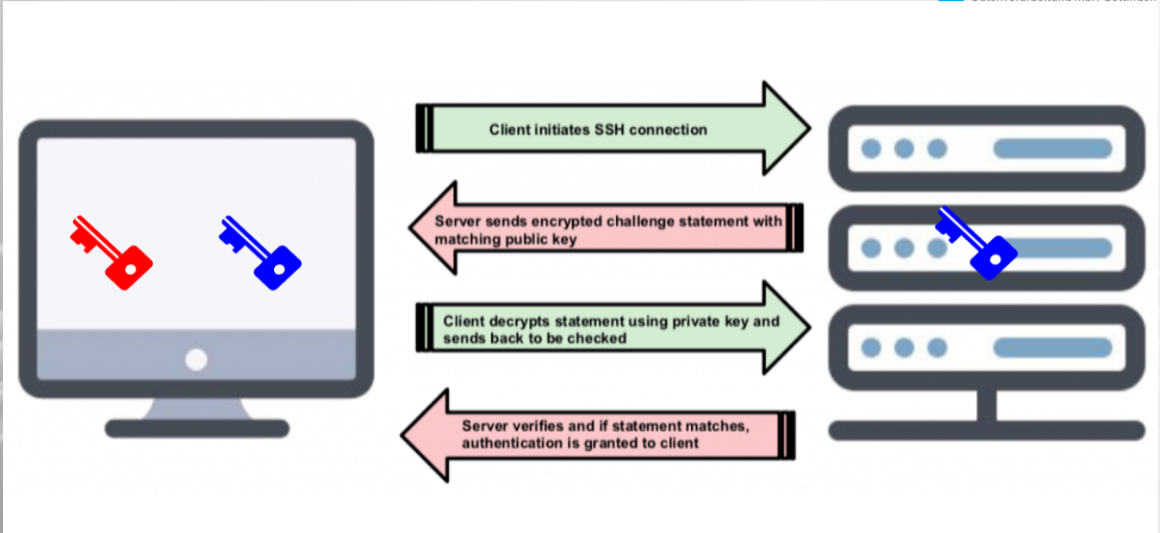 Client initiates SSH connection
Server sends encrypted challenge statement with
matching public key
Client decrypts statement using private key and
sends back to be checked
Server verifies and if statement matches,
authentication is granted to client